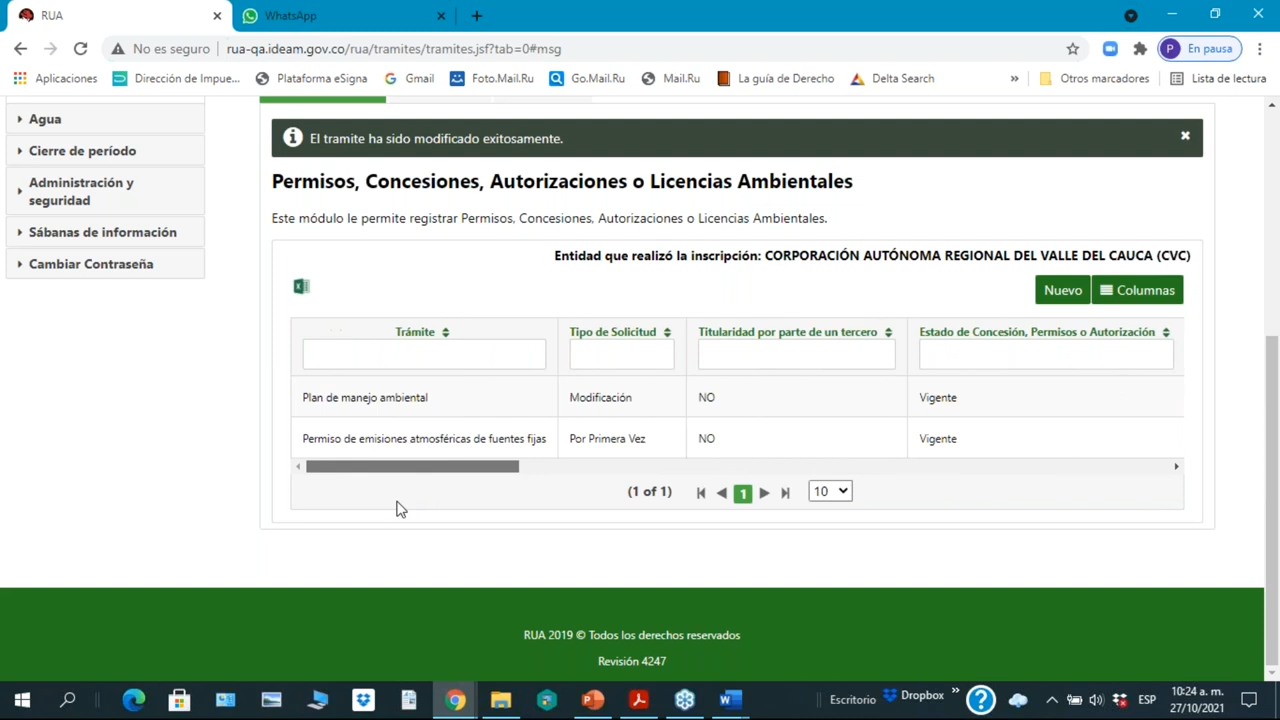 RUA
WhatsApp
No es seguro
rua-qa.ideam.gov.co/rua/tramites/tramites.jsf?tab=0#msg
P En pausa
Aplicaciones
Dirección de Impue...
Plataforma eSigna
Gmail
Foto.Mail.Ru
Go.Mail.Ru
Mail.Ru
La guía de Derecho
Delta Search
»
Otros marcadores
Lista de lectura
Agua
Cierre de período
Administración y
seguridad
Sábanas de información
Cambiar Contraseña
El tramite ha sido modificado exitosamente.
Permisos, Concesiones, Autorizaciones o Licencias Ambientales
Este módulo le permite registrar Permisos, Concesiones, Autorizaciones o Licencias Ambientales.
Entidad que realizó la inscripción: CORPORACIÓN AUTÓNOMA REGIONAL DEL VALLE DEL CAUCA (CVC)
Nuevo
Columnas
Trámite
Tipo de Solicitud
Titularidad por parte de un tercero
Estado de Concesión, Permisos o Autorización
Plan de manejo ambiental
Modificación
NO
Vigente
Permiso de emisiones atmosféricas de fuentes fijas
Por Primera Vez
NO
Vigente
(1 of 1)
1
10
RUA 2019 © Todos los derechos reservados
Revisión 4247
Escritorio
Dropbox
»
ESP
10:24 a. m.
27/10/2021